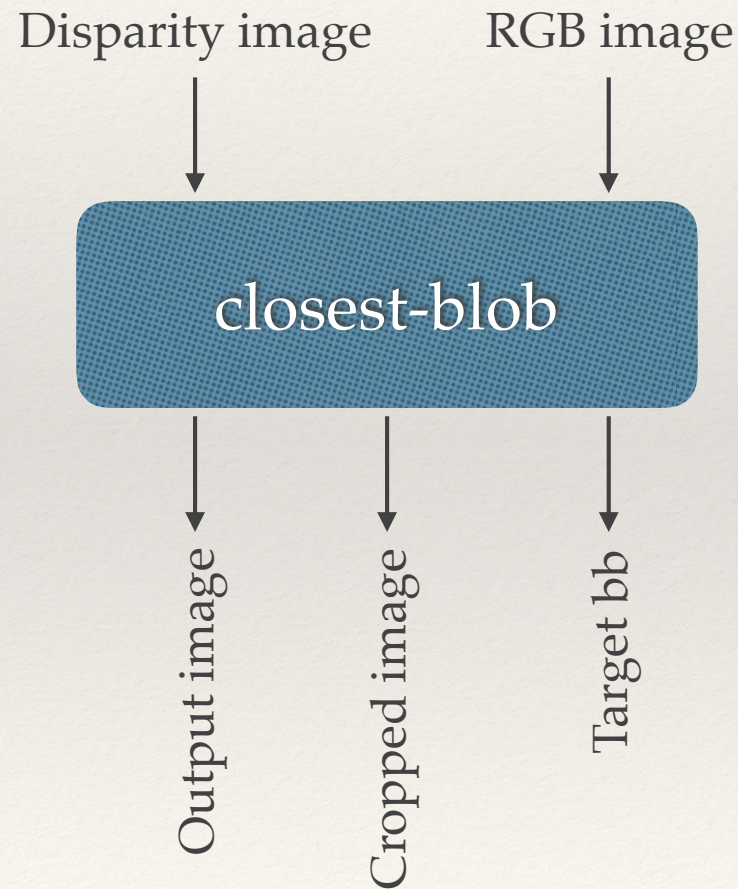 Disparity image
RGB image
closest-blob
Output image
Cropped image
Target bb